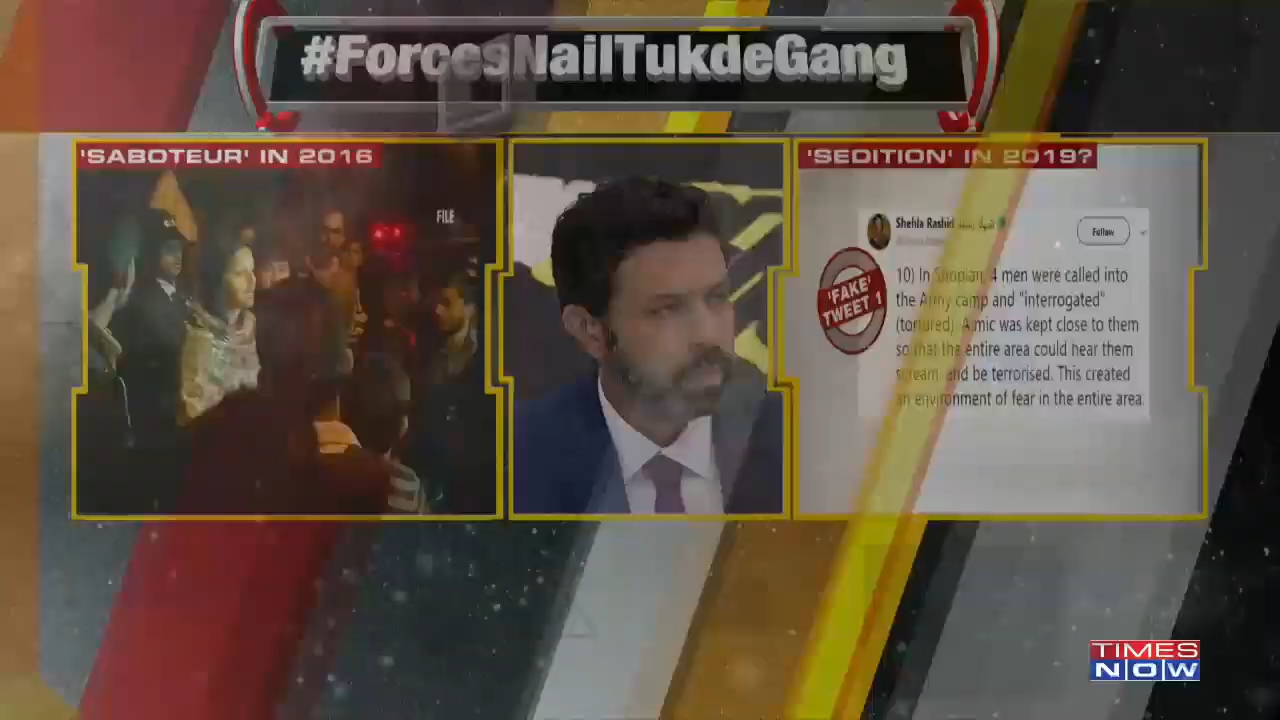 #ForcesNailTukdeGang
'SABOTEUR' IN 2016
FILE
'SEDITION' IN 2019?
Shehla Rashid شہلا رشید
Follow
'FAKE'
TWEET 1
10) In Shopian, 4 men were called into
the Army camp and "interrogated"
(tortured). A mic was kept close to them
so that the entire area could hear them
scream, and be terrorised. This created
an environment of fear in the entire area.
TIMES
NOW